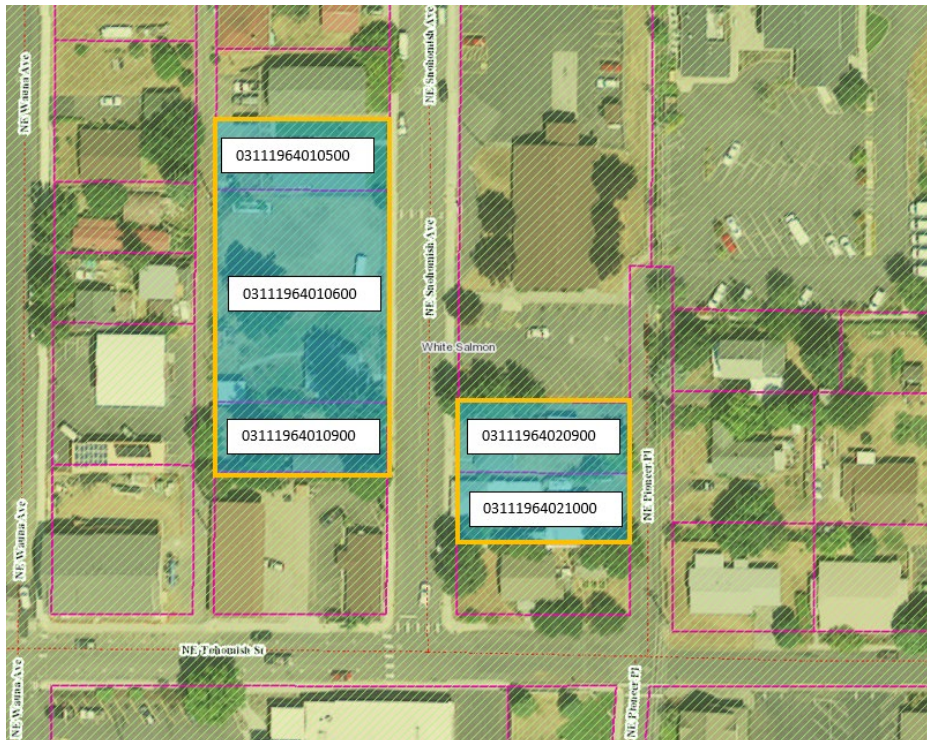 NE Wauna Ave
NE Snohomish Ave
03111964010500
NE Snohomish Ave
03111964010600
White Salmon
03111964010900
03111964020900
03111964021000
NE Pioneer Pl
NE Wauna Ave
NE Tohomish St
NE Wauna Ave
NE Pioneer Pl